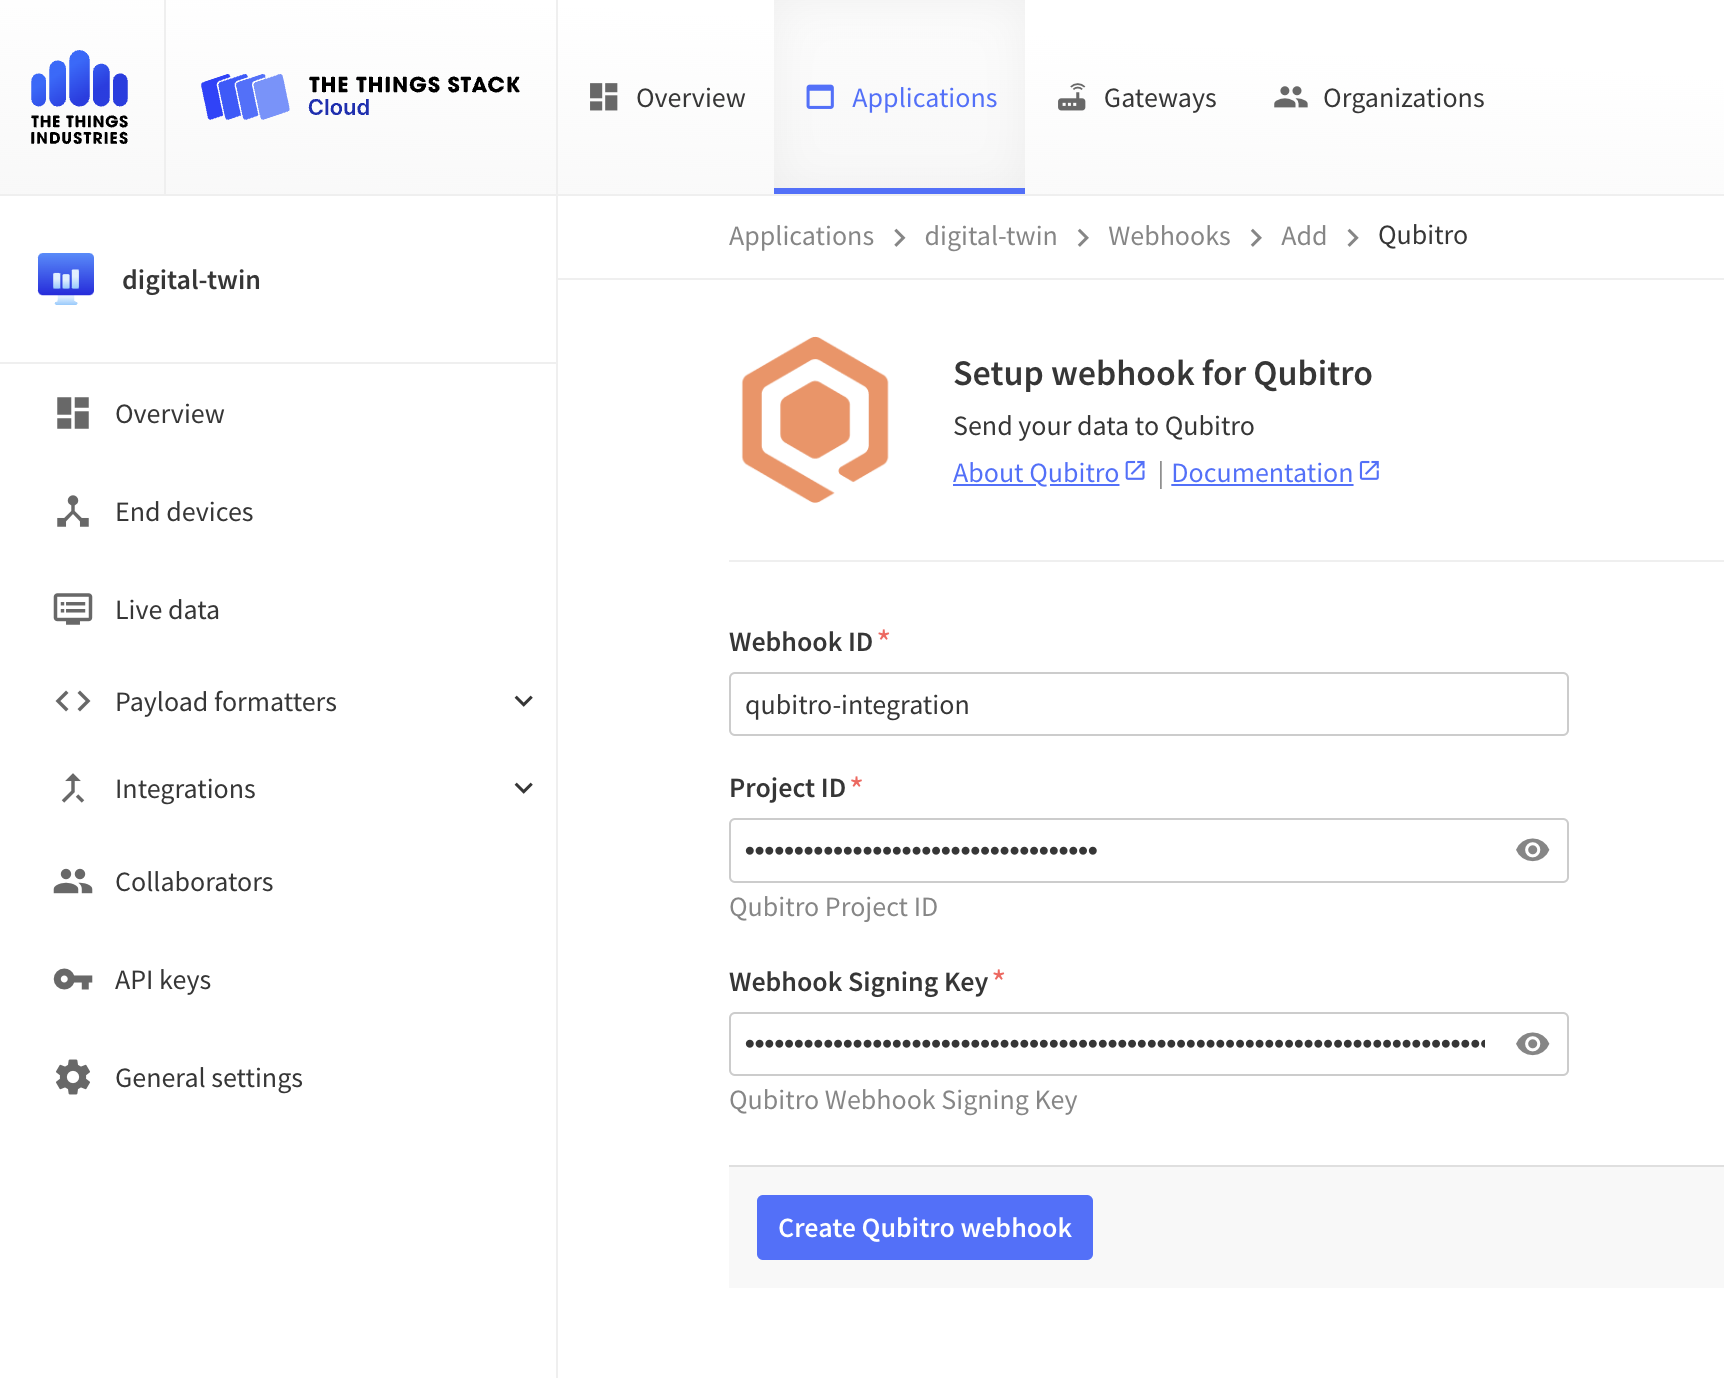 THE THINGS
INDUSTRIES
THE THINGS STACK
Cloud
Overview
Applications
Gateways
Organizations
Applications
digital-twin
Webhooks
Add
Qubitro
digital-twin
Overview
End devices
Live data
Payload formatters
Integrations
Collaborators
API keys
General settings
Setup webhook for Qubitro
Send your data to Qubitro
About Qubitro | Documentation
Webhook ID *
qubitro-integration
Project ID *
••••••••••••••••••••••••••••••••••••
Qubitro Project ID
Webhook Signing Key *
••••••••••••••••••••••••••••••••••••••••••••••••••••••••••••••••••••••••••••
Qubitro Webhook Signing Key
Create Qubitro webhook